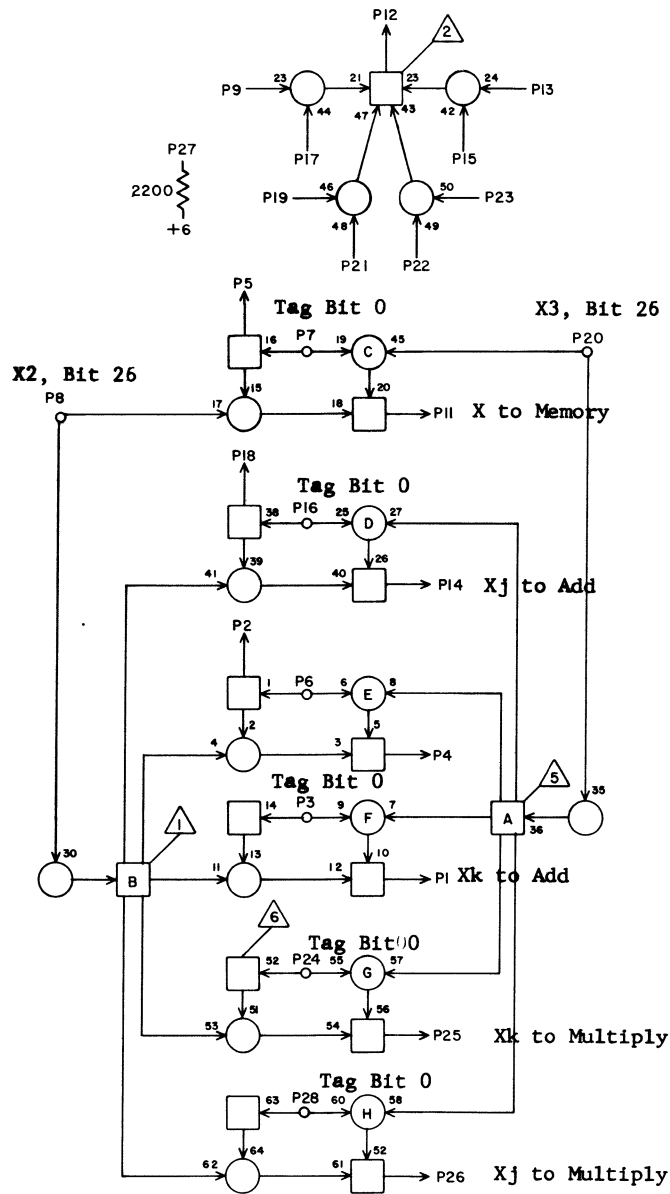 P12
2
P9 23 21 23 24 P13
44 47 43 42
P27 P17 P15
2200 P19 46 50 P23
+6 48 49
P21 P22
P5
Tag Bit 0
X3, Bit 26
P20
16 P7 19 C 45
X2, Bit 26
P8
15 20
17 18 P11 X to Memory
P18
Tag Bit 0
38 P16 25 D 27
39 26
41 40 P14 Xj to Add
P2
1 P6 6 E 8
2 5
4 3 P4
Tag Bit 0
5
35
14 P3 9 F 7 A 36
1
13 10
30 B 11 12 P1 Xk to Add
6
Tag Bit 0
52 P24 55 G 57
51 56
53 54 P25 Xk to Multiply
Tag Bit 0
63 P28 60 H 58
64 52
62 61 P26 Xj to Multiply